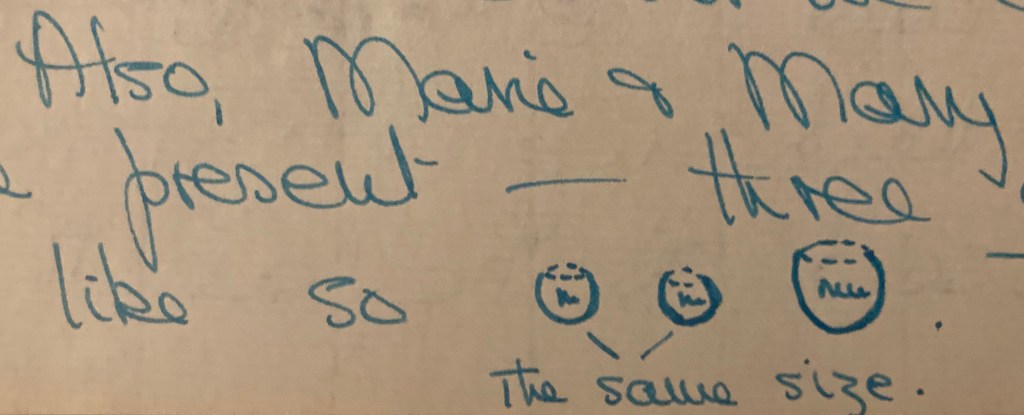 Also, Marie & Mary
present — three
like so
the same size.